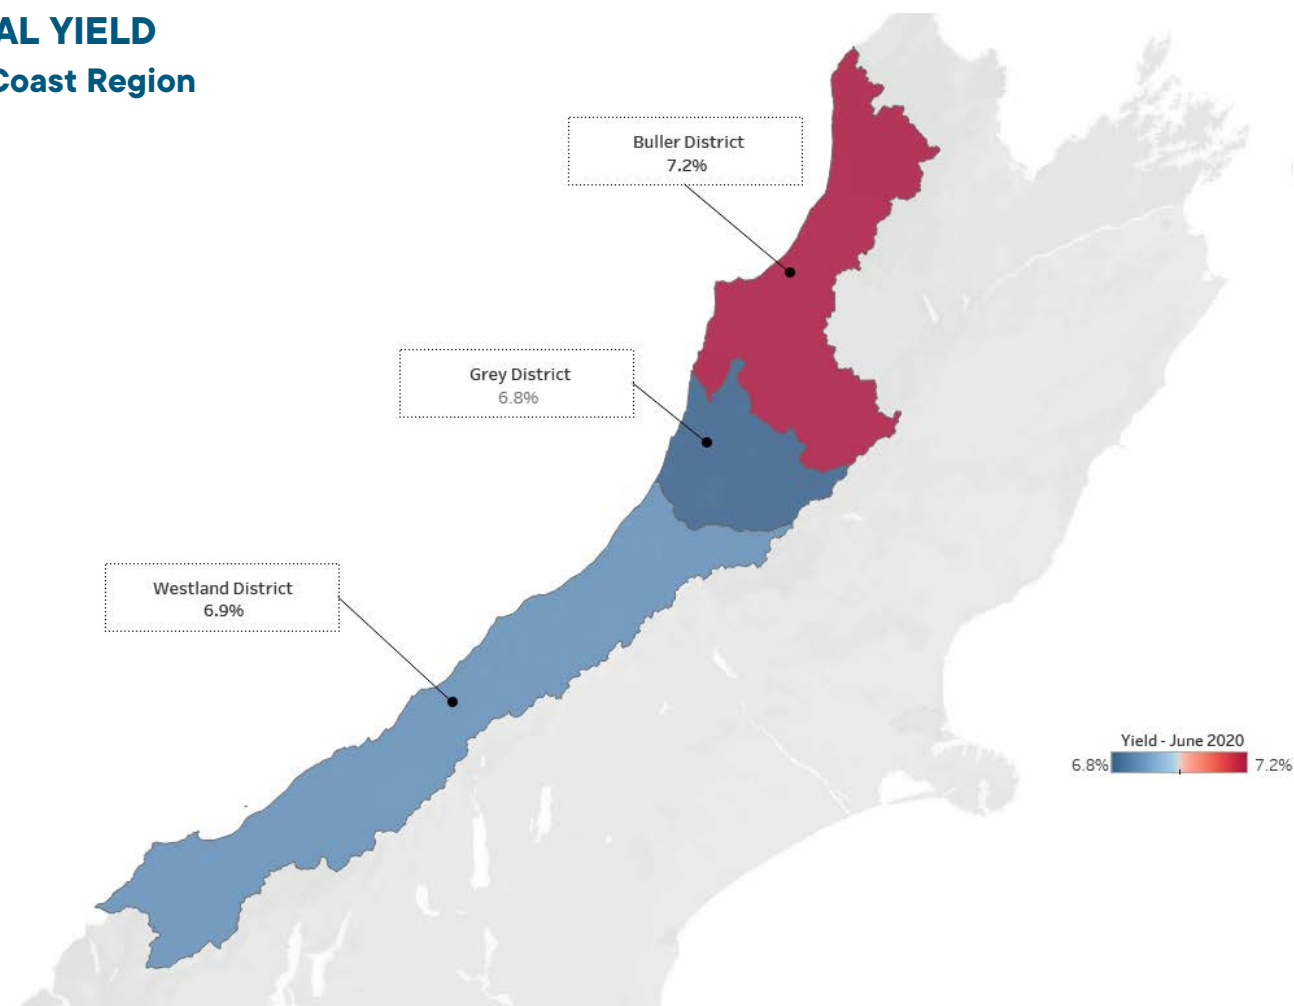 AL YIELD
Coast Region
Buller District
7.2%
Grey District
6.8%
Westland District
6.9%
Yield - June 2020
6.8% 7.2%